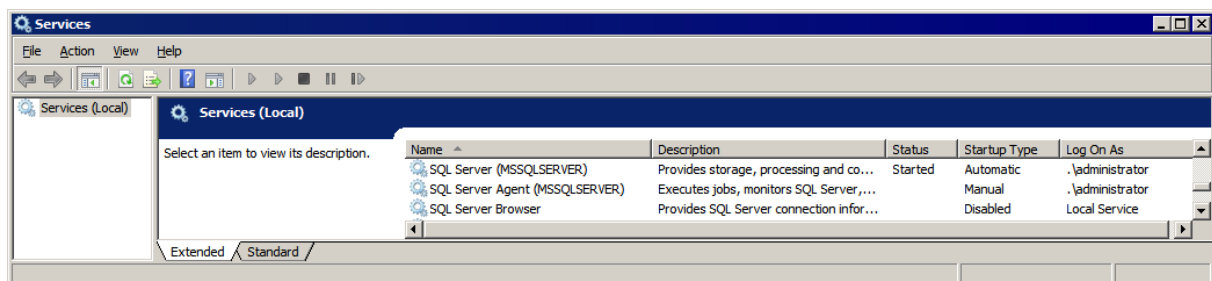 Services
File Action View Help
Services (Local)
Services (Local)
Select an item to view its description.
Name Description Status Startup Type Log On As
SQL Server (MSSQLSERVER) Provides storage, processing and co... Started Automatic .\administrator
SQL Server Agent (MSSQLSERVER) Executes jobs, monitors SQL Server,... Manual .\administrator
SQL Server Browser Provides SQL Server connection infor... Disabled Local Service
Extended Standard